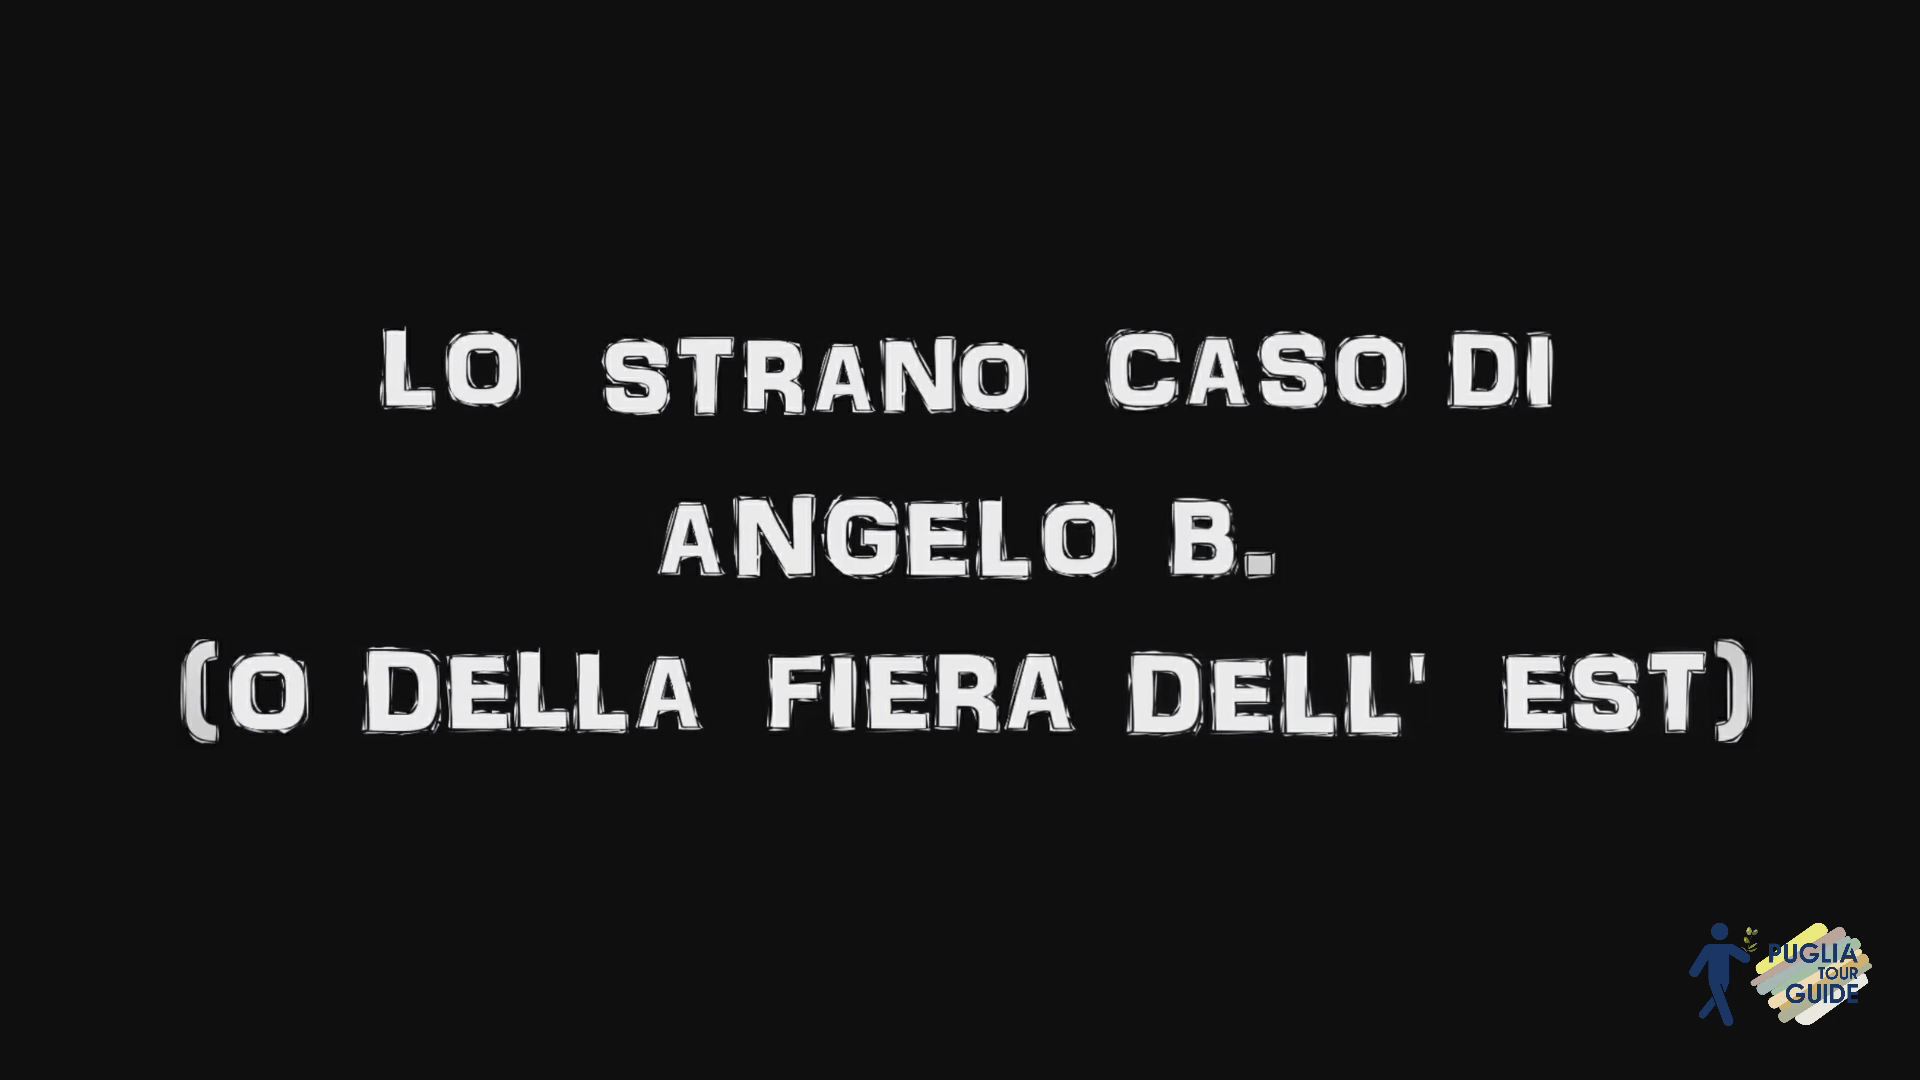 LO STRANO CASO DI
ANGELO B.
(O DELLA FIERA DELL' EST)
PUGLIA
TOUR
GUIDE